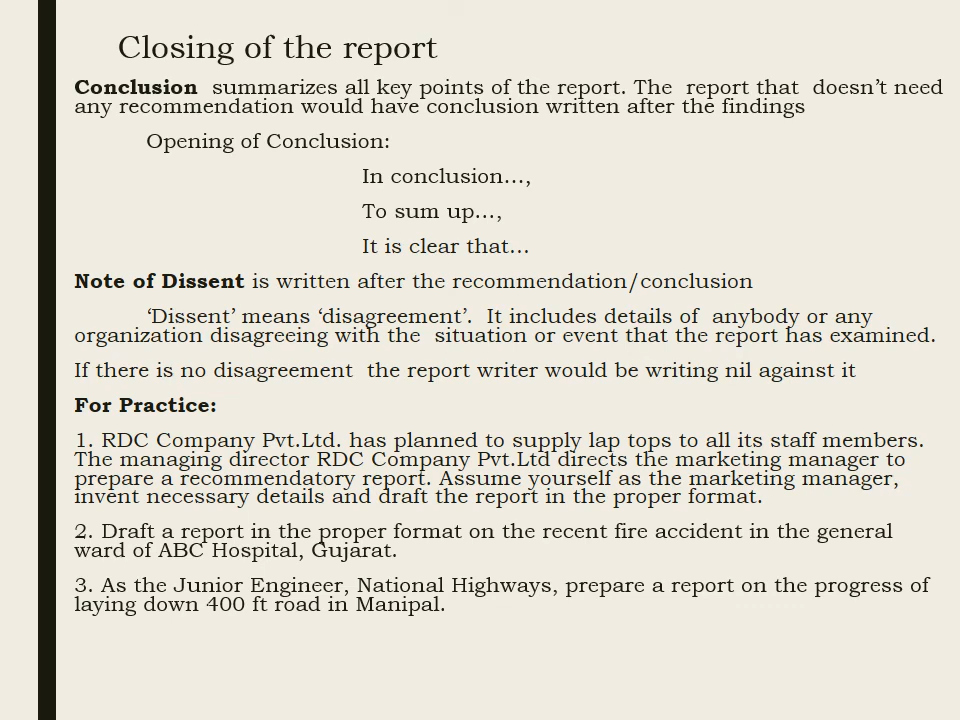 Closing of the report
Conclusion  summarizes all key points of the report. The  report that  doesn’t need
any recommendation would have conclusion written after the findings
Opening of Conclusion:
In conclusion…,
To sum up…,
It is clear that…
Note of Dissent is written after the recommendation/conclusion
‘Dissent’ means ‘disagreement’.  It includes details of  anybody or any
organization disagreeing with the  situation or event that the report has examined.
If there is no disagreement  the report writer would be writing nil against it
For Practice:
1. RDC Company Pvt.Ltd. has planned to supply lap tops to all its staff members.
The managing director RDC Company Pvt.Ltd directs the marketing manager to
prepare a recommendatory report. Assume yourself as the marketing manager,
invent necessary details and draft the report in the proper format.
2. Draft a report in the proper format on the recent fire accident in the general
ward of ABC Hospital, Gujarat.
3. As the Junior Engineer, National Highways, prepare a report on the progress of
laying down 400 ft road in Manipal.